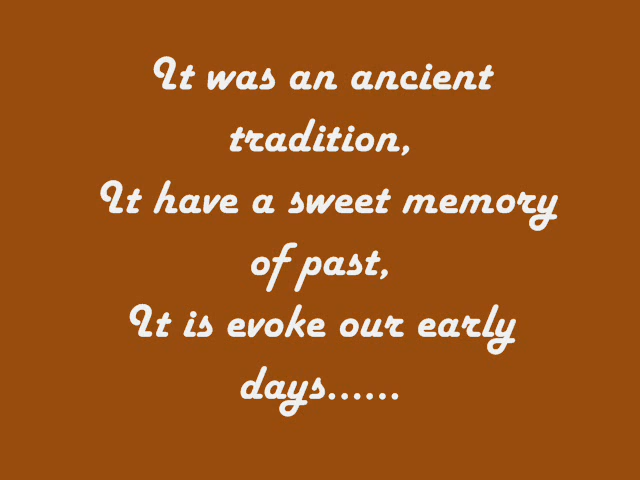 It was an ancient
tradition,
It have a sweet memory
of past,
It is evoke our early
days......